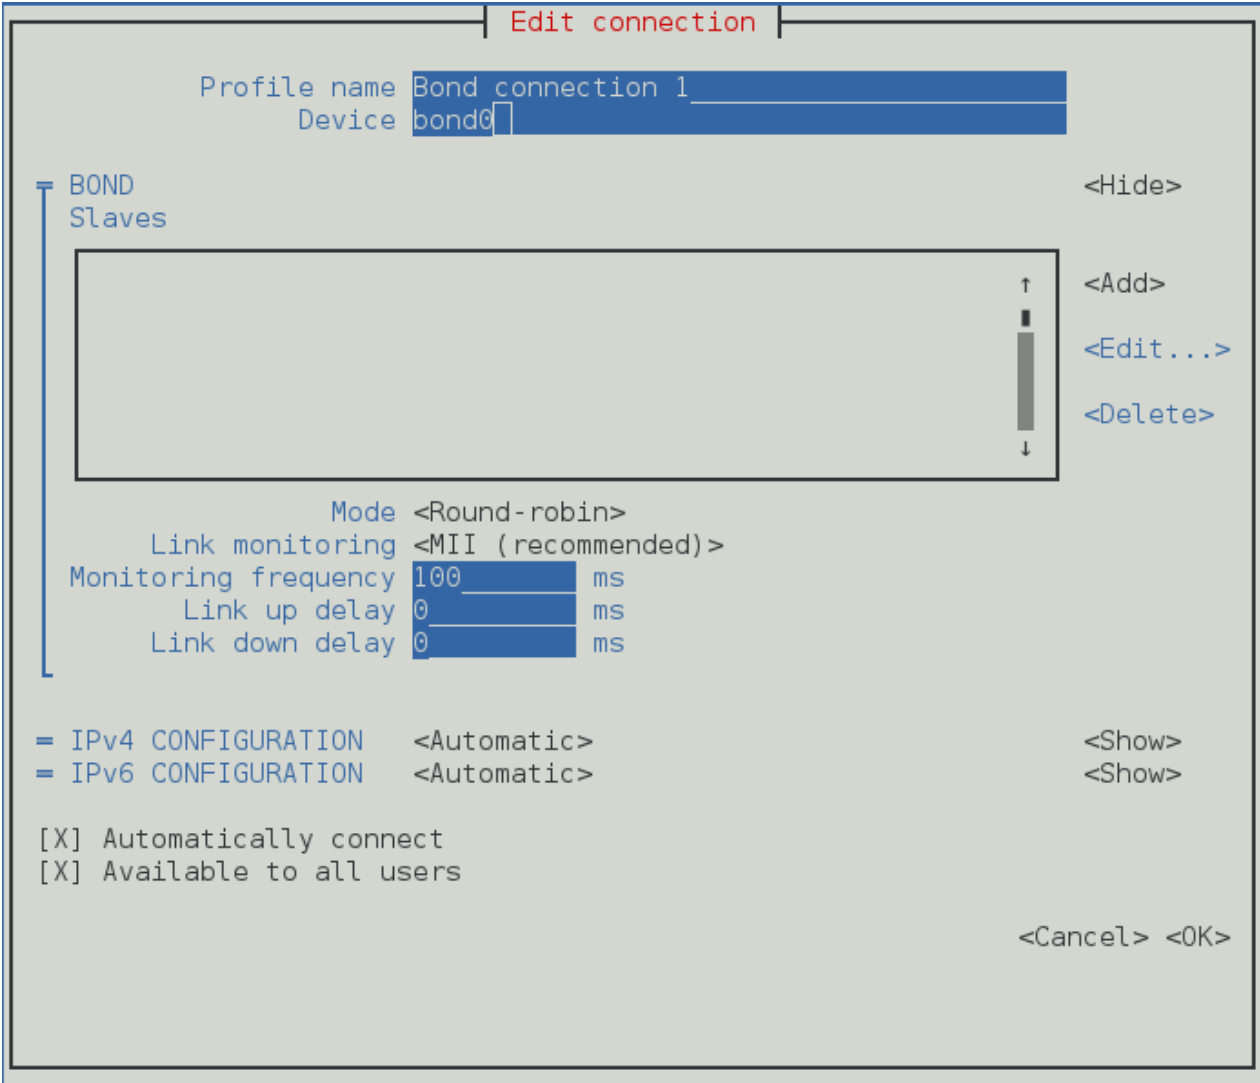 Edit connection
Profile name Bond connection 1
Device bond0
BOND <Hide>
Slaves
<Add>
<Edit...>
<Delete>
Mode <Round-robin>
Link monitoring <MII (recommended)>
Monitoring frequency 100 ms
Link up delay 0 ms
Link down delay 0 ms
IPv4 CONFIGURATION <Automatic> <Show>
IPv6 CONFIGURATION <Automatic> <Show>
[X] Automatically connect
[X] Available to all users
<Cancel> <OK>